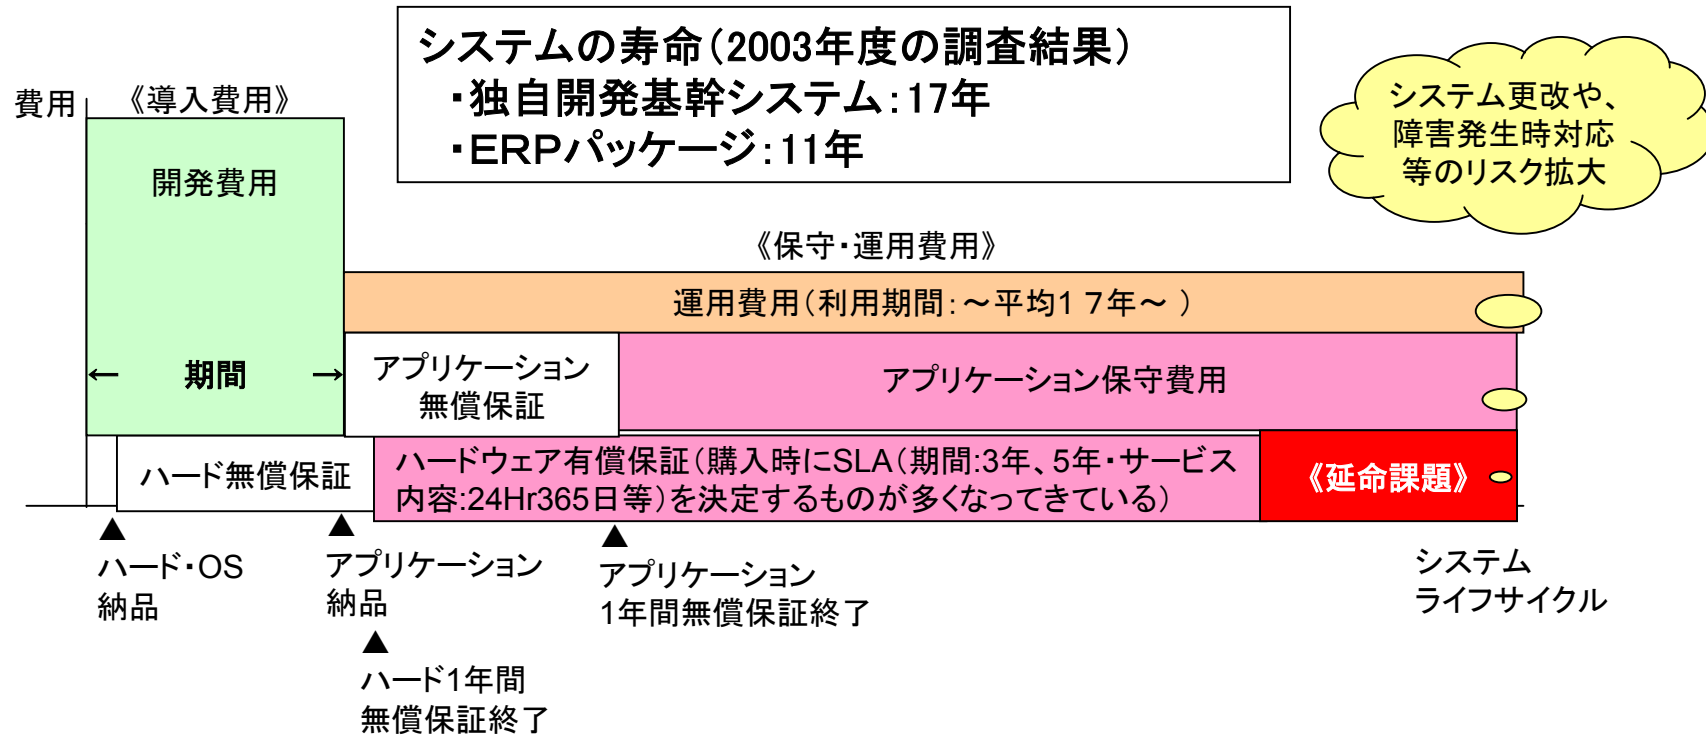 システムの寿命(2003年度の調査結果)
・独自開発基幹システム:17年
・ERPパッケージ:11年
システム更改や、
障害発生時対応
等のリスク拡大
費用
《導入費用》
開発費用
《保守・運用費用》
運用費用(利用期間:~平均17年~ )
← 期間 →
アプリケーション
無償保証
アプリケーション保守費用
ハード無償保証
ハードウェア有償保証(購入時にSLA(期間:3年、5年・サービス
内容:24Hr365日等)を決定するものが多くなってきている)
《延命課題》
▲
ハード・OS
納品
▲
アプリケーション
納品
▲
アプリケーション
1年間無償保証終了
システム
ライフサイクル
▲
ハード1年間
無償保証終了